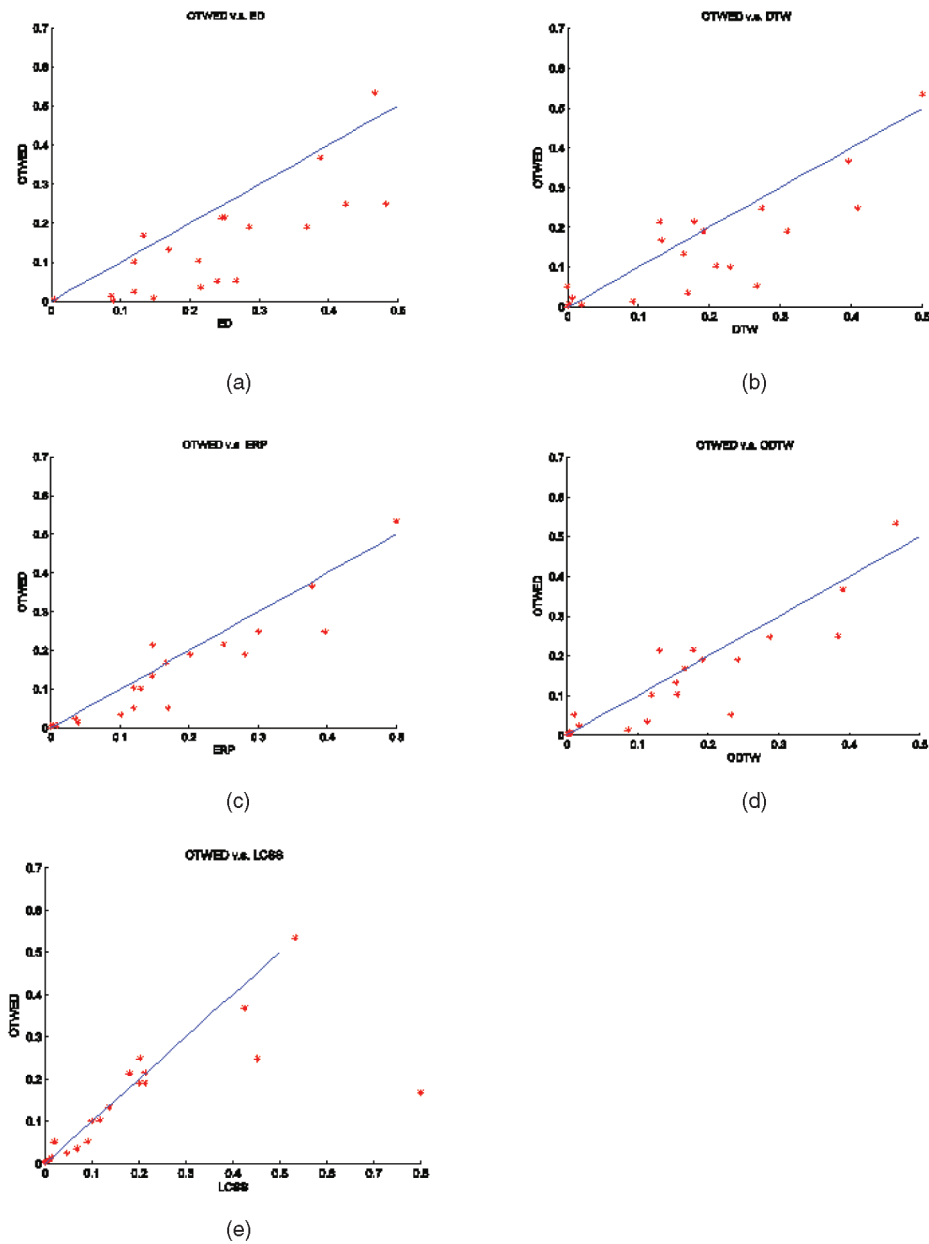 OTWED v.s. ED
0.7
0.6
0.5
0.4
0.3
0.2
0.1
0
OTWED
0 0.1 0.2 0.3 0.4 0.5
ED
(a)
OTWED v.s. DTW
0.7
0.6
0.5
0.4
0.3
0.2
0.1
0
OTWED
0 0.1 0.2 0.3 0.4 0.5
DTW
(b)
OTWED v.s ERP
0.7
0.6
0.5
0.4
0.3
0.2
0.1
0
OTWED
0 0.1 0.2 0.3 0.4 0.5
ERP
(c)
OTWED v.s. ODTW
0.7
0.6
0.5
0.4
0.3
0.2
0.1
0
OTWED
0 0.1 0.2 0.3 0.4 0.5
ODTW
(d)
OTWED v.s. LCSS
0.7
0.6
0.5
0.4
0.3
0.2
0.1
0
OTWED
0 0.1 0.2 0.3 0.4 0.5 0.6 0.7 0.8
LCSS
(e)